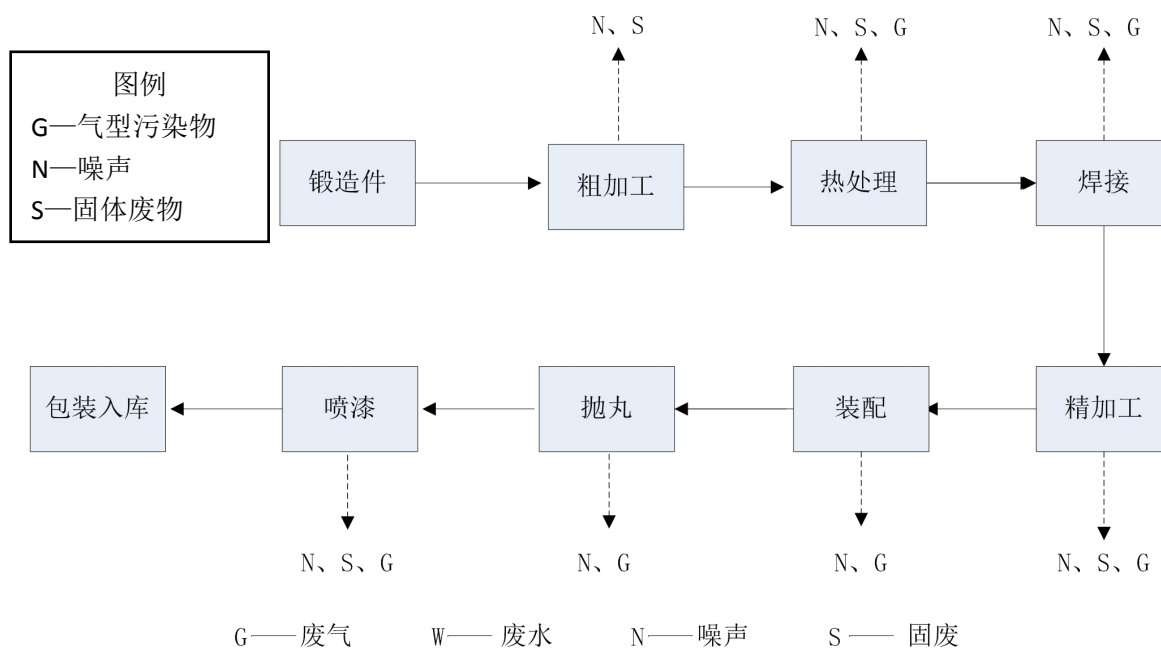 N、S
N、S、G
N、S、G
图例
G—气型污染物
N—噪声
S—固体废物
锻造件
粗加工
热处理
焊接
包装入库
喷漆
抛丸
装配
精加工
N、S、G
N、G
N、G
N、S、G
G——废气 W——废水 N——噪声 S——固废